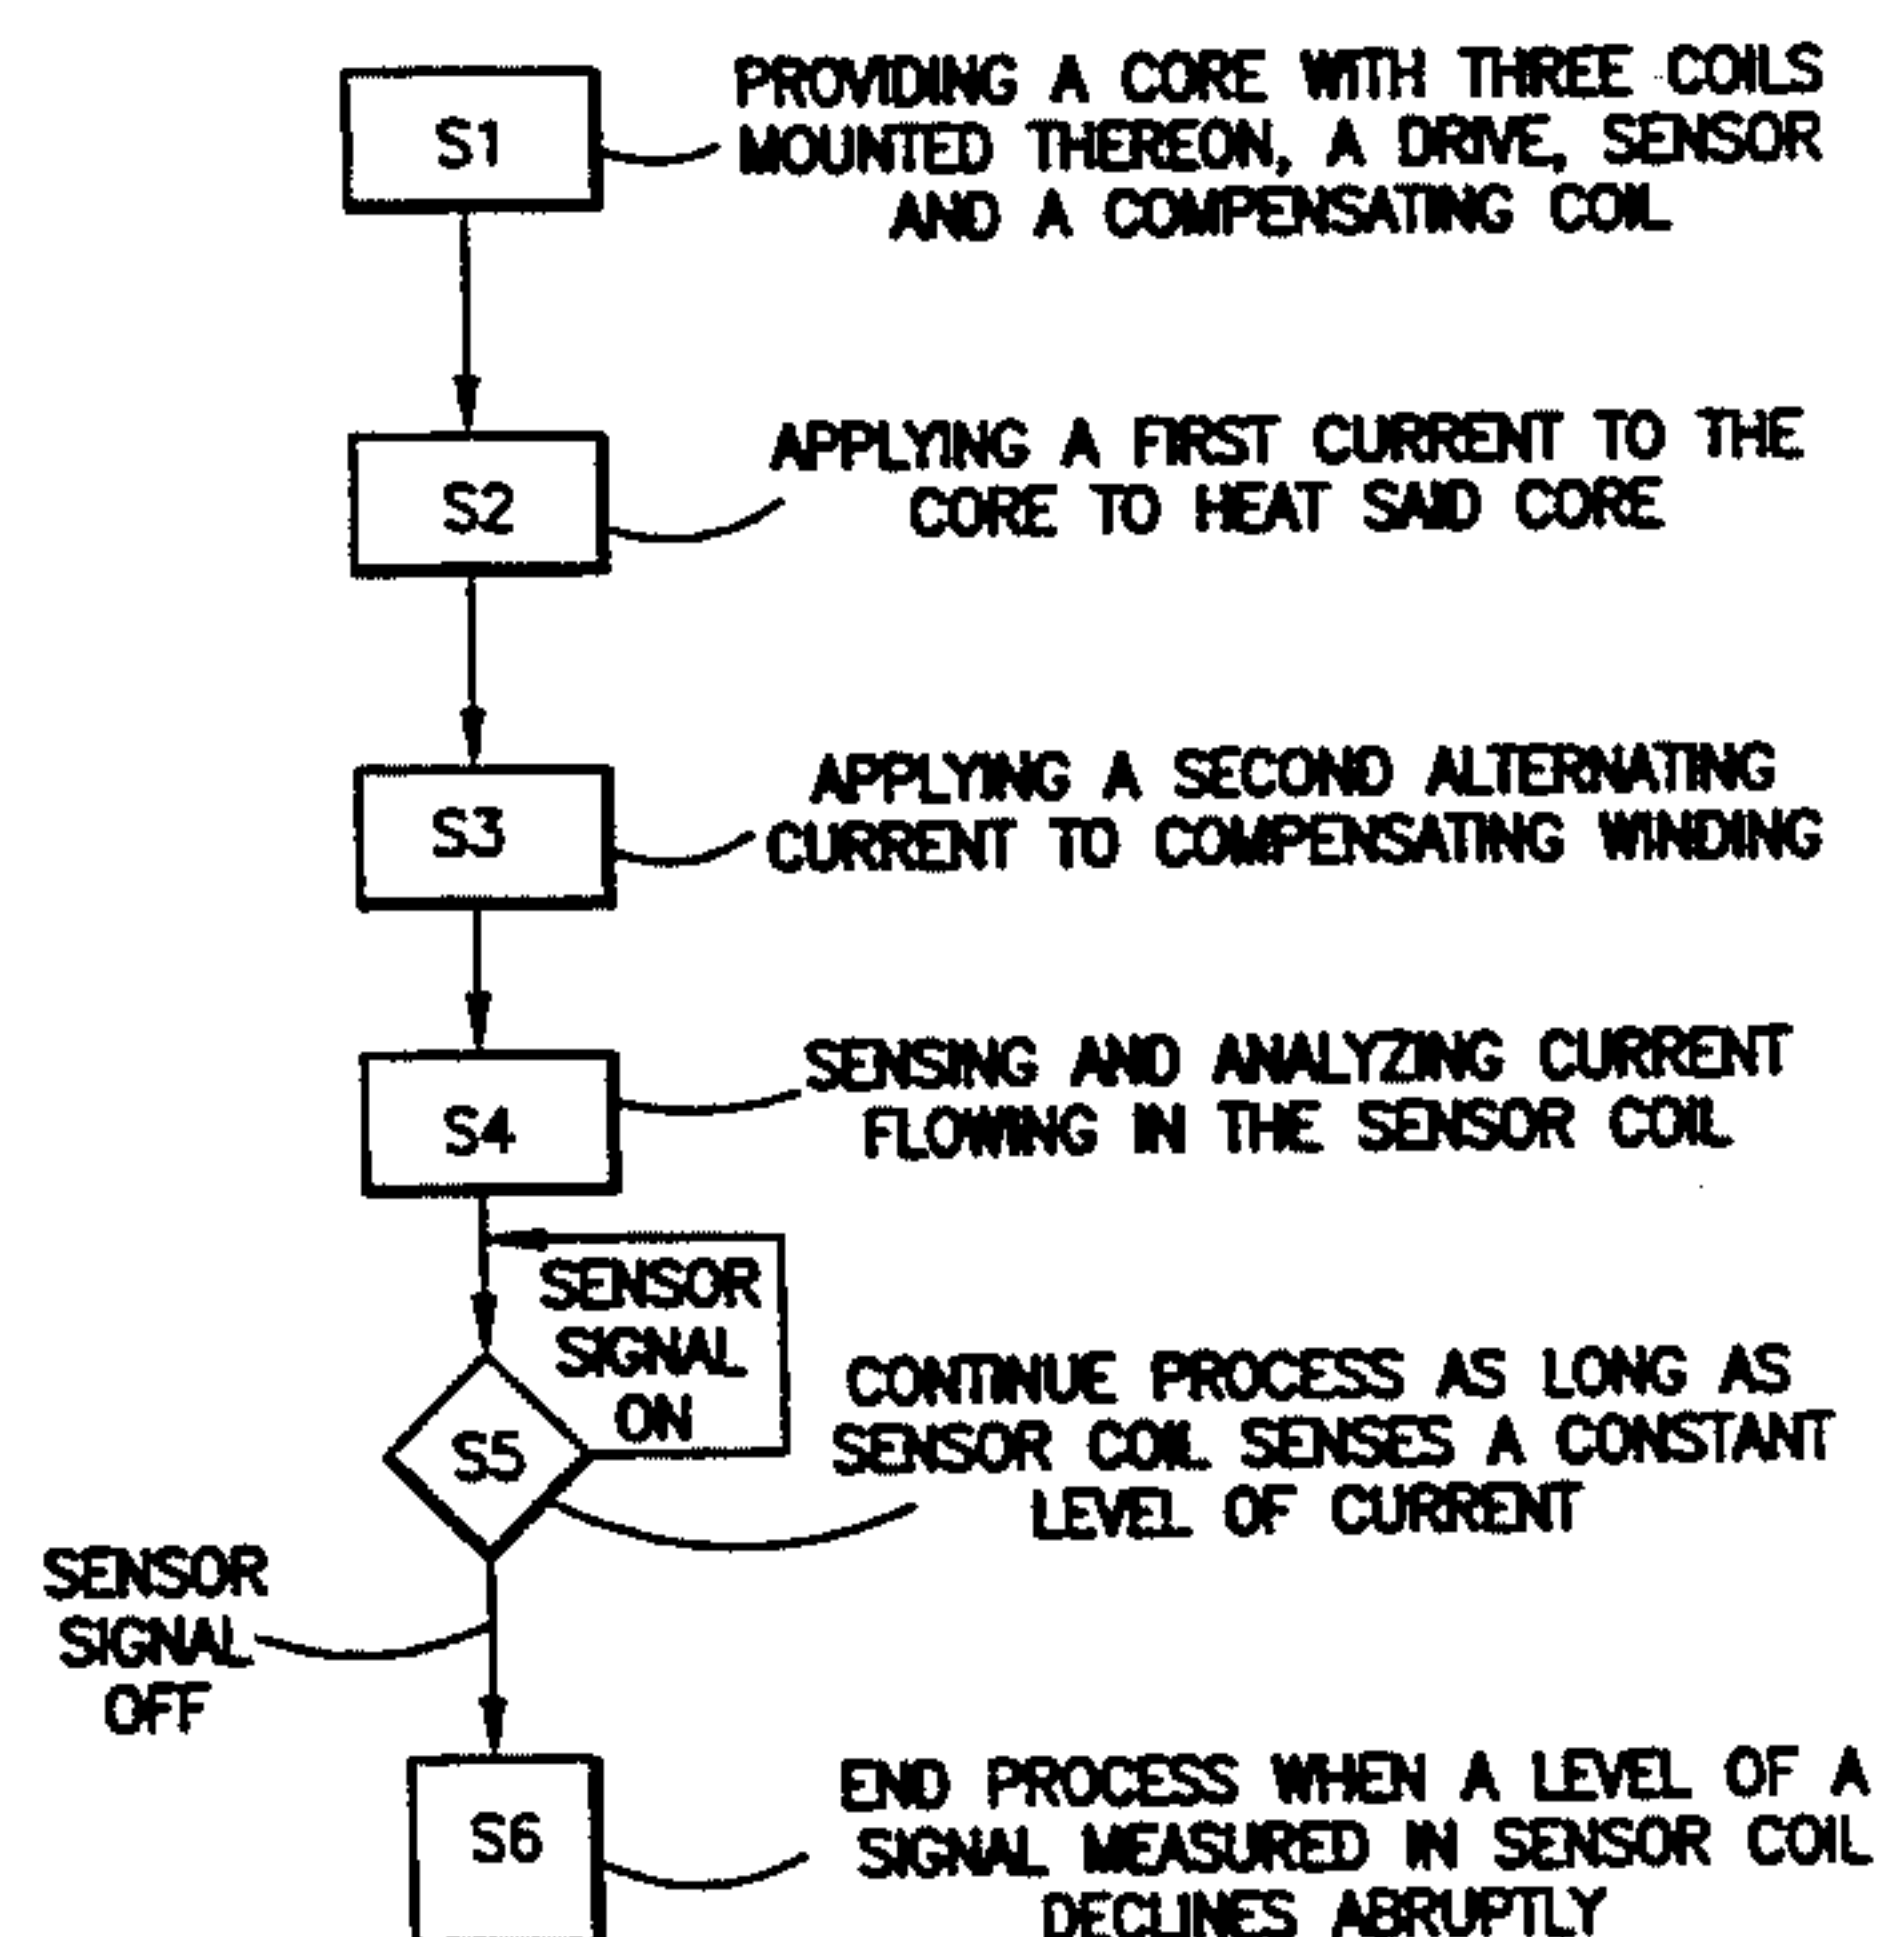 S1
PROVIDING A CORE WITH THREE COILS
MOUNTED THEREON, A DRIVE, SENSOR
AND A COMPENSATING COIL
S2
APPLYING A FIRST CURRENT TO THE
CORE TO HEAT SAID CORE
S3
APPLYING A SECOND ALTERNATING
CURRENT TO COMPENSATING WINDING
S4
SENSING AND ANALYZING CURRENT
FLOWING IN THE SENSOR COIL
SENSOR
SIGNAL
ON
S5
CONTINUE PROCESS AS LONG AS
SENSOR COIL SENSES A CONSTANT
LEVEL OF CURRENT
SENSOR
SIGNAL
OFF
S6
END PROCESS WHEN A LEVEL OF A
SIGNAL MEASURED IN SENSOR COIL
DECLINES ABRUPTLY